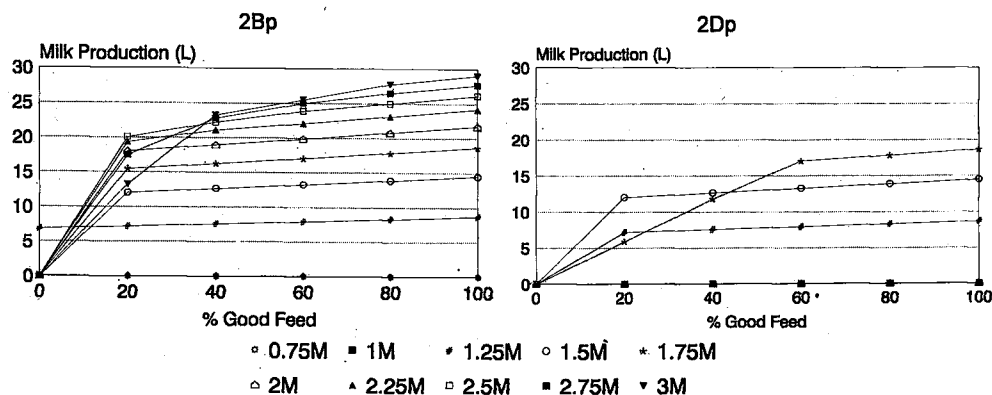 2Bp
Milk Production (L)
30
25
20
15
10
5
0
0 20 40 60 80 100
% Good Feed
2Dp
Milk Production (L)
30
25
20
15
10
5
0
0 20 40 60 80 100
% Good Feed
0.75M 1M 1.25M 1.5M 1.75M
2M 2.25M 2.5M 2.75M 3M